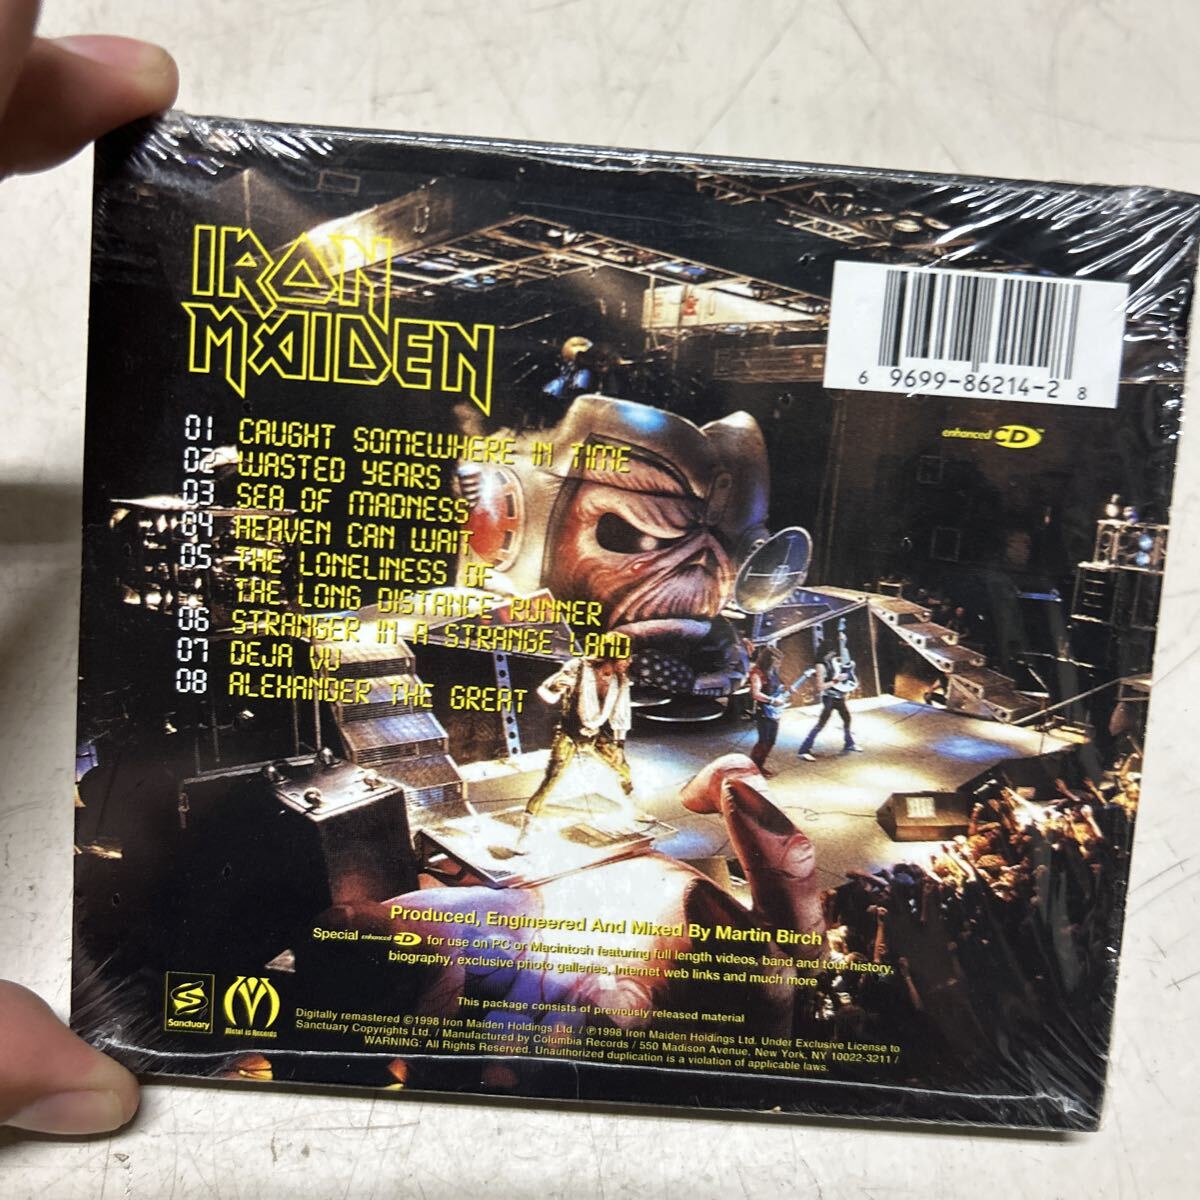 IRON
MAIDEN
6 96998-6214-2 8
enhanced CD™
01 CAUGHT SOMEWHERE IN TIME
02 WASTED YEARS
03 SEA OF MADNESS
04 HEAVEN CAN WAIT
05 THE LONELINESS OF
THE LONG DISTANCE RUNNER
06 STRANGER IN A STRANGE LAND
07 DEJA VU
08 ALEXANDER THE GREAT
Produced, Engineered And Mixed By Martin Birch
Special enhanced CD for use on PC or Macintosh featuring full length videos, band and tour history,
biography, exclusive photo galleries, Internet web links and much more
This package consists of previously released material
Sanctuary
Metal is Records
Digitally remastered ©1998 Iron Maiden Holdings Ltd. / ℗1998 Iron Maiden Holdings Ltd. Under Exclusive License to
Sanctuary Copyrights Ltd. / Manufactured by Columbia Records / 550 Madison Avenue, New York, NY 10022-3211 /
WARNING: All Rights Reserved. Unauthorized duplication is a violation of applicable laws.